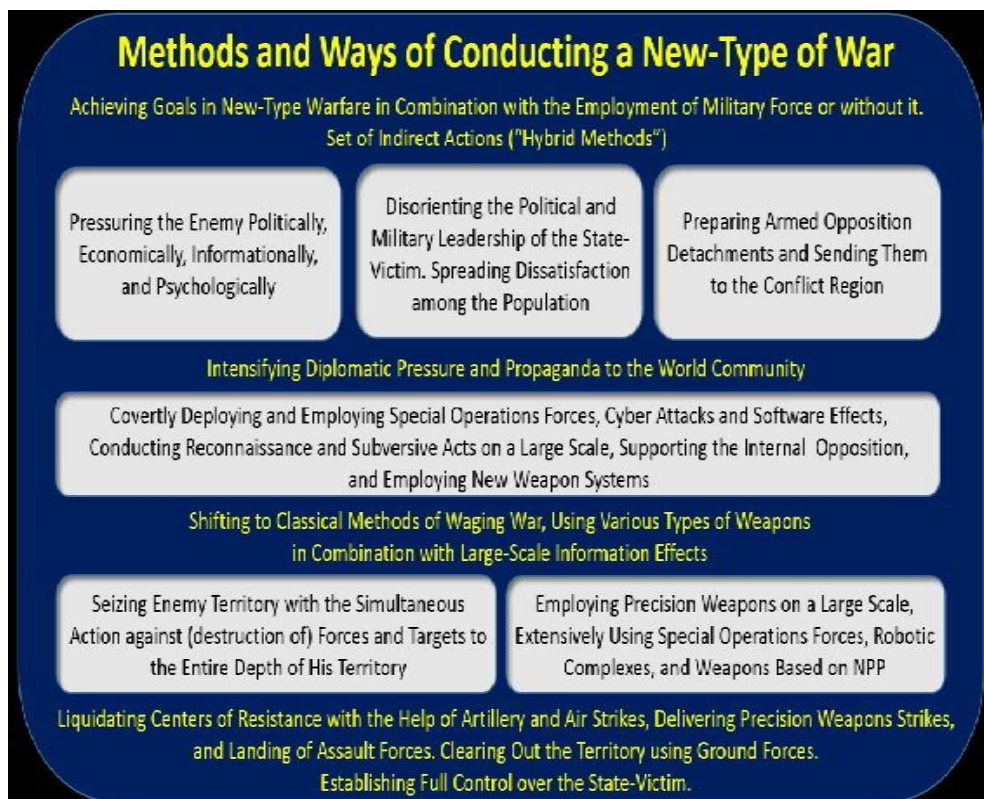 Methods and Ways of Conducting a New-Type of War
Achieving Goals in New-Type Warfare in Combination with the Employment of Military Force or without it.
Set of Indirect Actions ("Hybrid Methods")
Pressuring the Enemy Politically,
Economically, Informationally,
and Psychologically
Disorienting the Political and
Military Leadership of the State-
Victim. Spreading Dissatisfaction
among the Population
Preparing Armed Opposition
Detachments and Sending Them
to the Conflict Region
Intensifying Diplomatic Pressure and Propaganda to the World Community
Covertly Deploying and Employing Special Operations Forces, Cyber Attacks and Software Effects,
Conducting Reconnaissance and Subversive Acts on a Large Scale, Supporting the Internal Opposition,
and Employing New Weapon Systems
Shifting to Classical Methods of Waging War, Using Various Types of Weapons
in Combination with Large-Scale Information Effects
Seizing Enemy Territory with the Simultaneous
Action against (destruction of) Forces and Targets to
the Entire Depth of His Territory
Employing Precision Weapons on a Large Scale,
Extensively Using Special Operations Forces, Robotic
Complexes, and Weapons Based on NPP
Liquidating Centers of Resistance with the Help of Artillery and Air Strikes, Delivering Precision Weapons Strikes,
and Landing of Assault Forces. Clearing Out the Territory using Ground Forces.
Establishing Full Control over the State-Victim.